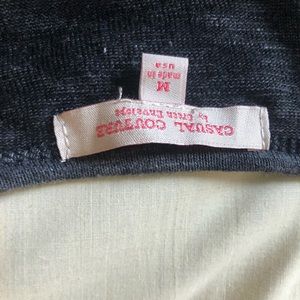 CASUAL COUTURE
by Green Envelope
M
made in
usa